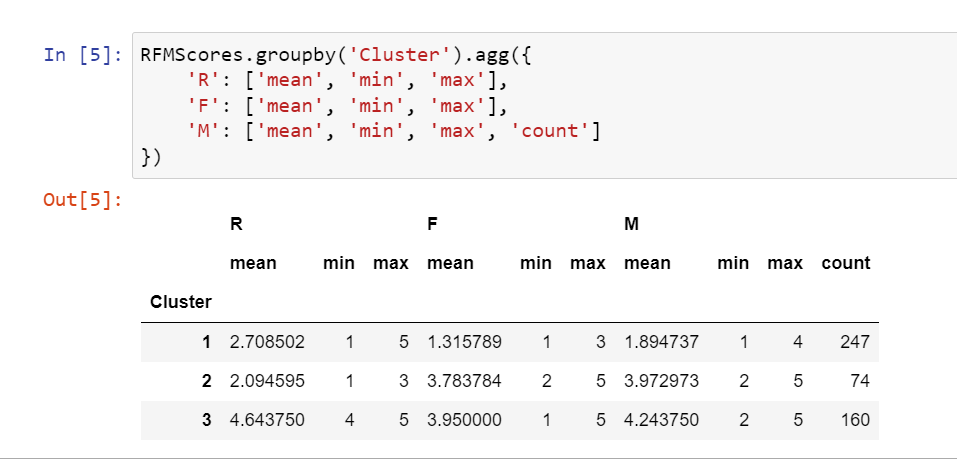 In [5]: RFMScores.groupby('Cluster').agg({
'R': ['mean', 'min', 'max'],
'F': ['mean', 'min', 'max'],
'M': ['mean', 'min', 'max', 'count']
})
Out[5]:
R F M
mean min max mean min max mean min max count
Cluster
1 2.708502 1 5 1.315789 1 3 1.894737 1 4 247
2 2.094595 1 3 3.783784 2 5 3.972973 2 5 74
3 4.643750 4 5 3.950000 1 5 4.243750 2 5 160